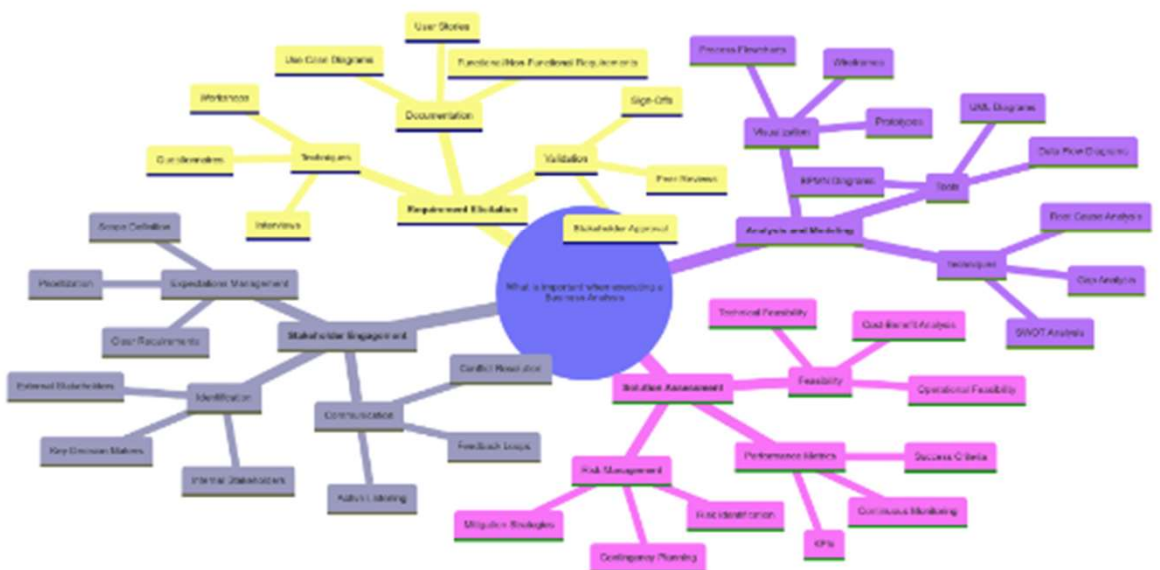 User Stories
Use Case Diagrams
Functional/Non-Functional Requirements
Documentation
Workshops
Questionnaires
Techniques
Interviews
Sign-Offs
Validation
Peer Reviews
Stakeholder Approval
Requirement Elicitation
Process Flowcharts
Wireframes
Visualization
Prototypes
UML Diagrams
Data Flow Diagrams
BPMN Diagrams
Tools
Analysis and Modeling
Root Cause Analysis
Techniques
Gap Analysis
SWOT Analysis
What is important when executing a
Business Analysis
Scope Definition
Prioritization
Expectations Management
Clear Requirements
Stakeholder Engagement
External Stakeholders
Identification
Key Decision Makers
Internal Stakeholders
Conflict Resolution
Communication
Feedback Loops
Active Listening
Technical Feasibility
Cost-Benefit Analysis
Feasibility
Operational Feasibility
Solution Assessment
Risk Management
Performance Metrics
Success Criteria
Mitigation Strategies
Risk Identification
Continuous Monitoring
Contingency Planning
KPIs